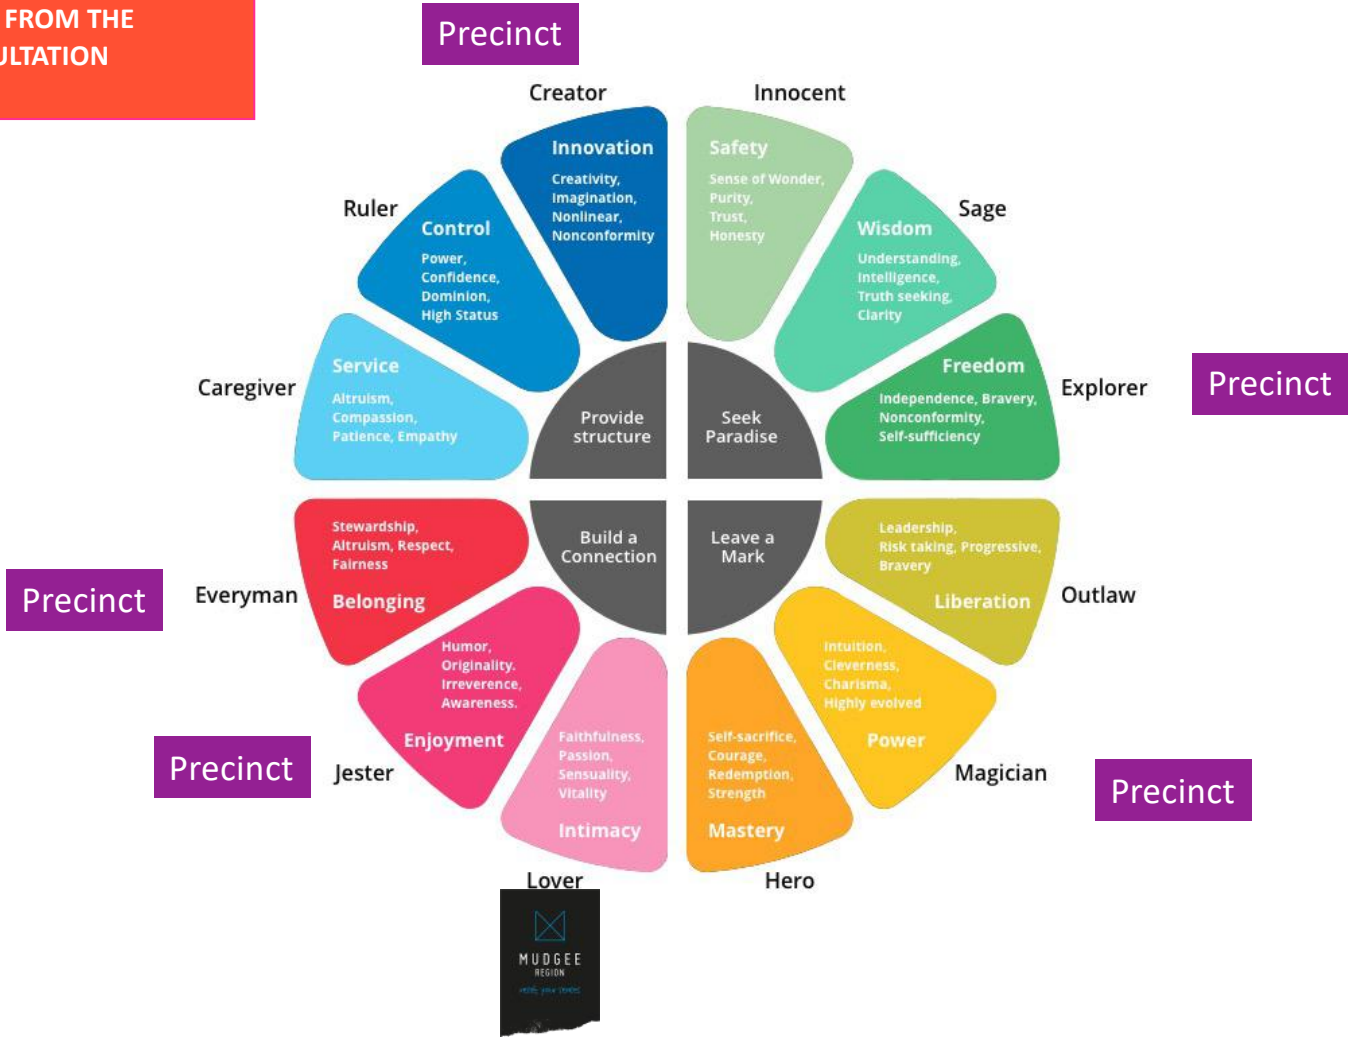 FROM THE
ULTATION
Precinct
Creator
Innocent
Innovation
Creativity,
Imagination,
Nonlinear,
Nonconformity
Safety
Sense of Wonder,
Purity,
Trust,
Honesty
Ruler
Control
Power,
Confidence,
Dominion,
High Status
Sage
Wisdom
Understanding,
Intelligence,
Truth seeking,
Clarity
Caregiver
Service
Altruism,
Compassion,
Patience, Empathy
Provide
structure
Seek
Paradise
Freedom
Independence, Bravery,
Nonconformity,
Self-sufficiency
Explorer
Precinct
Precinct
Everyman
Stewardship,
Altruism, Respect,
Fairness
Belonging
Build a
Connection
Leave a
Mark
Leadership,
Risk taking, Progressive,
Bravery
Liberation
Outlaw
Precinct
Jester
Humor,
Originality.
Irreverence,
Awareness.
Enjoyment
Faithfulness,
Passion,
Sensuality,
Vitality
Intimacy
Self-sacrifice,
Courage,
Redemption,
Strength
Mastery
Intuition,
Cleverness,
Charisma,
Highly evolved
Power
Magician
Precinct
Lover
Hero
MUDGEE
REGION
your senses